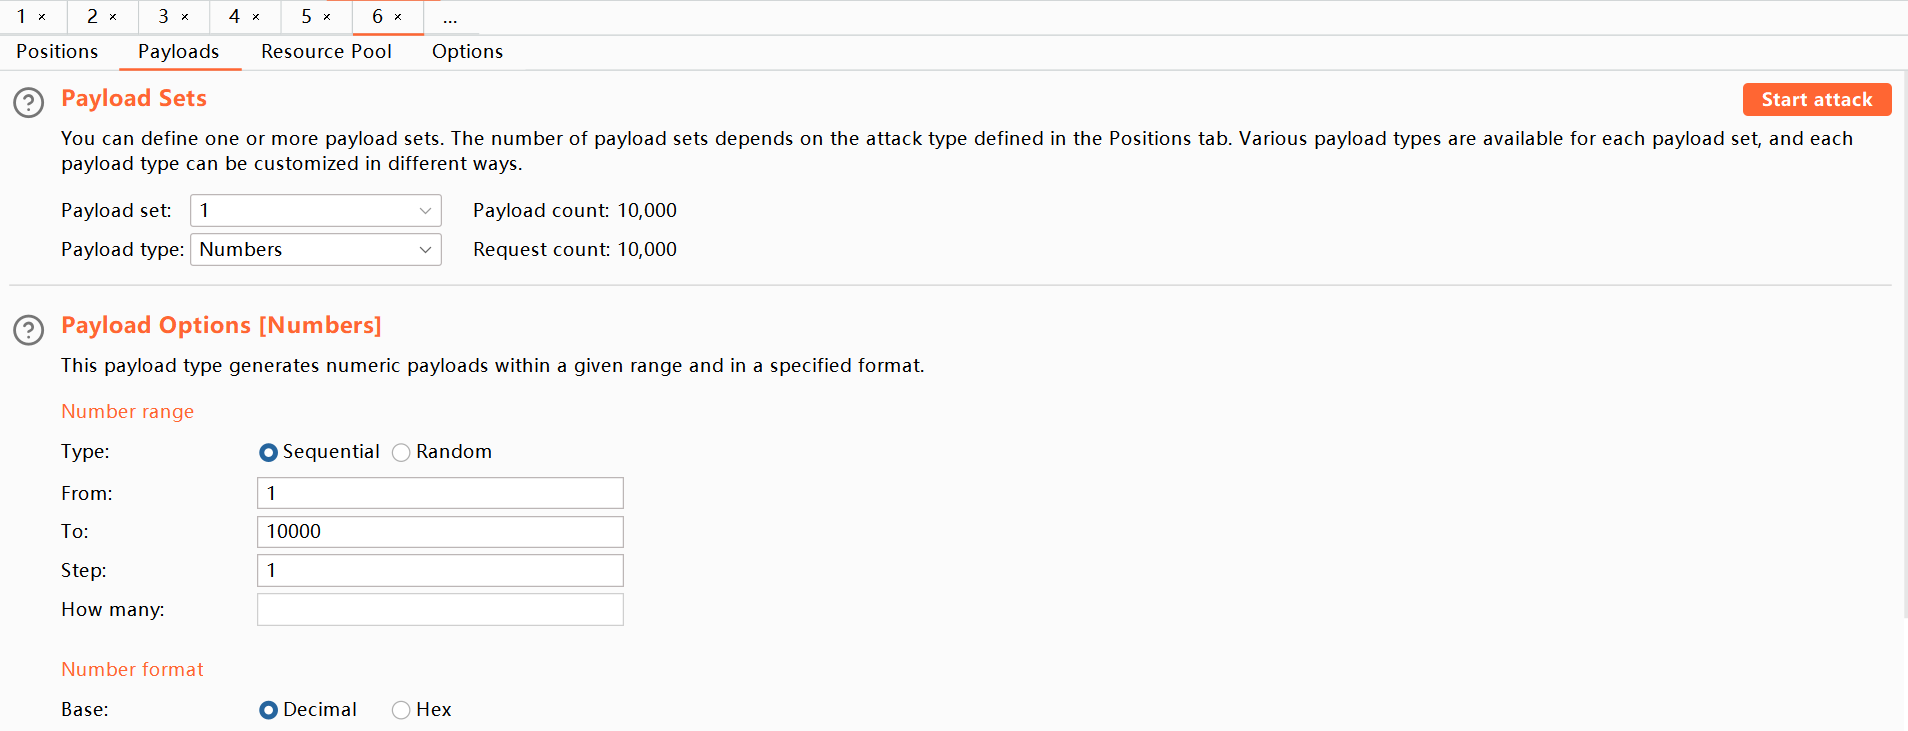 1 × 2 × 3 × 4 × 5 × 6 × ...
Positions Payloads Resource Pool Options
? Payload Sets Start attack
You can define one or more payload sets. The number of payload sets depends on the attack type defined in the Positions tab. Various payload types are available for each payload set, and each
payload type can be customized in different ways.
Payload set: 1 Payload count: 10,000
Payload type: Numbers Request count: 10,000
? Payload Options [Numbers]
This payload type generates numeric payloads within a given range and in a specified format.
Number range
Type: Sequential Random
From: 1
To: 10000
Step: 1
How many:
Number format
Base: Decimal Hex